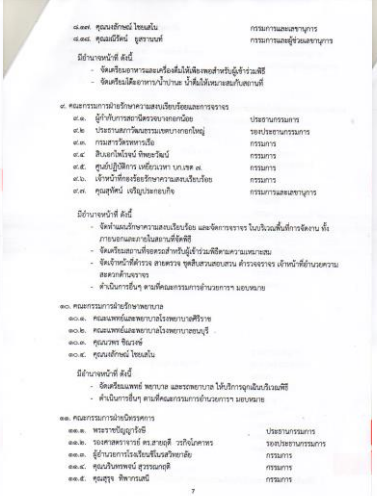 ๘.๑๗. คุณนงลักษณ์ ไชยเสโน กรรมการและเลขานุการ
๘.๑๘. คุณมณีรัตน์ ยุสรานนท์ กรรมการและผู้ช่วยเลขานุการ
มีอำนาจหน้าที่ ดังนี้
- จัดเตรียมอาหารและเครื่องดื่มให้เพียงพอสำหรับผู้เข้าร่วมพิธี
- จัดเตรียมโต๊ะอาหาร/น้ำปานะ น้ำดื่มให้เหมาะสมกับสถานที่
๙. คณะกรรมการฝ่ายรักษาความสงบเรียบร้อยและการจราจร
๙.๑. ผู้กำกับการสถานีตำรวจบางกอกน้อย ประธานกรรมการ
๙.๒ ประธานสภาวัฒนธรรมเขตบางกอกใหญ่ รองประธานกรรมการ
๙.๓. กรมสารวัตรทหารเรือ กรรมการ
๙.๔ สิบเอกไพโรจน์ ทิพยะวัฒน์ กรรมการ
๙.๕. ศูนย์ปฏิบัติการ เหยี่ยวเวหา บก.เขต ๗. กรรมการ
๙.๖. เจ้าหน้าที่กองรักษาความสงบเรียบร้อย กรรมการ
๙.๗. คุณสุทัศน์ เจริญประกอบกิจ กรรมการและเลขานุการ
มีอำนาจหน้าที่ ดังนี้
- จัดทำแผนรักษาความสงบเรียบร้อย และจัดการจราจร ในบริเวณพื้นที่การจัดงาน ทั้ง
ภายนอกและภายในสถานที่จัดพิธี
- จัดเตรียมสถานที่จอดรถสำหรับผู้เข้าร่วมพิธีตามความเหมาะสม
- จัดเจ้าหน้าที่ตำรวจ สายตรวจ ชุดสืบสวนสอบสวน ตำรวจจราจร เจ้าหน้าที่อำนวยความ
สะดวกด้านจราจร
- ดำเนินการอื่นๆ ตามที่คณะกรรมการอำนวยการฯ มอบหมาย
๑๐. คณะกรรมการฝ่ายรักษาพยาบาล
๑๐.๑. คณะแพทย์และพยาบาลโรงพยาบาลศิริราช
๑๐.๒. คณะแพทย์และพยาบาลโรงพยาบาลธนบุรี
๑๐.๓. คุณนวพร ชิณวงษ์
๑๐.๔. คุณนงลักษณ์ ไชยเสโน
มีอำนาจหน้าที่ ดังนี้
- จัดเตรียมแพทย์ พยาบาล และรถพยาบาล ให้บริการฉุกเฉินบริเวณพิธี
- ดำเนินการอื่นๆ ตามที่คณะกรรมการอำนวยการฯ มอบหมาย
๑๑. คณะกรรมการฝ่ายนิทรรศการ
๑๑.๑. พระราชปัญญารังษี ประธานกรรมการ
๑๑.๒. รองศาสตราจารย์ ดร.สายฤดี วรกิจโภคาทร รองประธานกรรมการ
๑๑.๓. ผู้อำนวยการโรงเรียนชิโนรสวิทยาลัย กรรมการ
๑๑.๔. คุณนรินทรพจน์ สุวรรณกฤติ กรรมการ
๑๑.๕. คุณสุรุจ ทิพากรเสนี กรรมการ
7